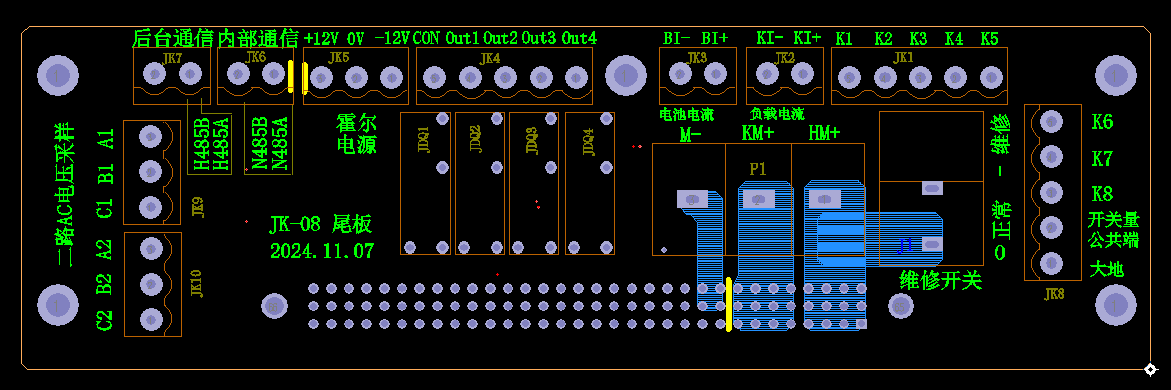 后台通信 内部通信 +12V 0V -12V CON Out1 Out2 Out3 Out4 BI- BI+ KI- KI+ K1 K2 K3 K4 K5
JK7 JK6 JK5 JK4 JK3 JK2 JK1
电池电流 负载电流
M- KM+ HM+
二路AC电压采样
A1
B1
C1
JK9
A2
B2
C2
JK10
H485B
H485A
N485B
N485A
霍尔
电源
JDQ1
JDQ2
JDQ3
JDQ4
JK-08 尾板
2024.11.07
P1
J1
- 维修
0 正常
维修开关
K6
K7
K8
开关量
公共端
大地
JK8